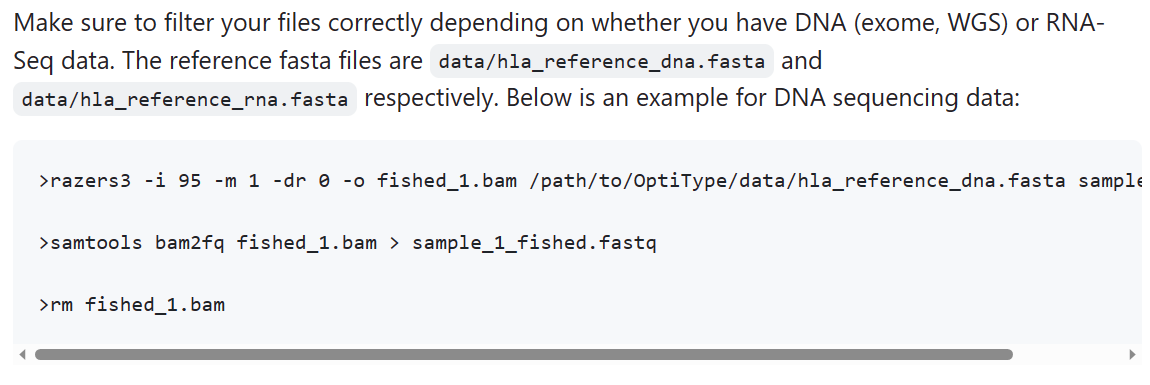 Make sure to filter your files correctly depending on whether you have DNA (exome, WGS) or RNA-
Seq data. The reference fasta files are data/hla_reference_dna.fasta and
data/hla_reference_rna.fasta respectively. Below is an example for DNA sequencing data:
>razers3 -i 95 -m 1 -dr 0 -o fished_1.bam /path/to/OptiType/data/hla_reference_dna.fasta sample
>samtools bam2fq fished_1.bam > sample_1_fished.fastq
>rm fished_1.bam